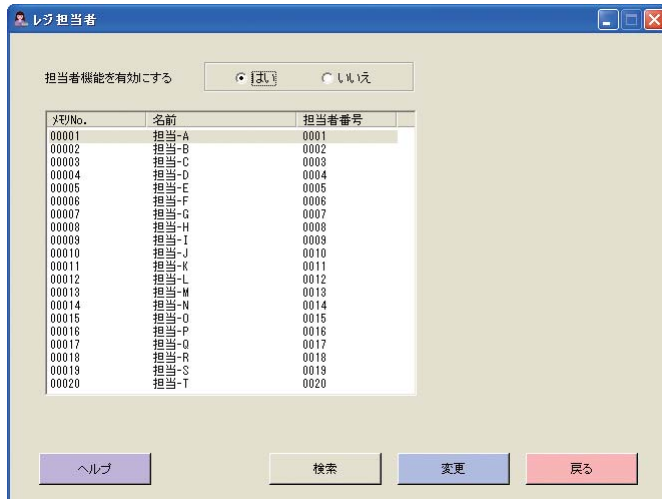 レジ担当者
担当者機能を有効にする はい いいえ
ﾒﾓﾘNo. 名前 担当者番号
00001 担当-A 0001
00002 担当-B 0002
00003 担当-C 0003
00004 担当-D 0004
00005 担当-E 0005
00006 担当-F 0006
00007 担当-G 0007
00008 担当-H 0008
00009 担当-I 0009
00010 担当-J 0010
00011 担当-K 0011
00012 担当-L 0012
00013 担当-M 0013
00014 担当-N 0014
00015 担当-O 0015
00016 担当-P 0016
00017 担当-Q 0017
00018 担当-R 0018
00019 担当-S 0019
00020 担当-T 0020
ヘルプ 検索 変更 戻る